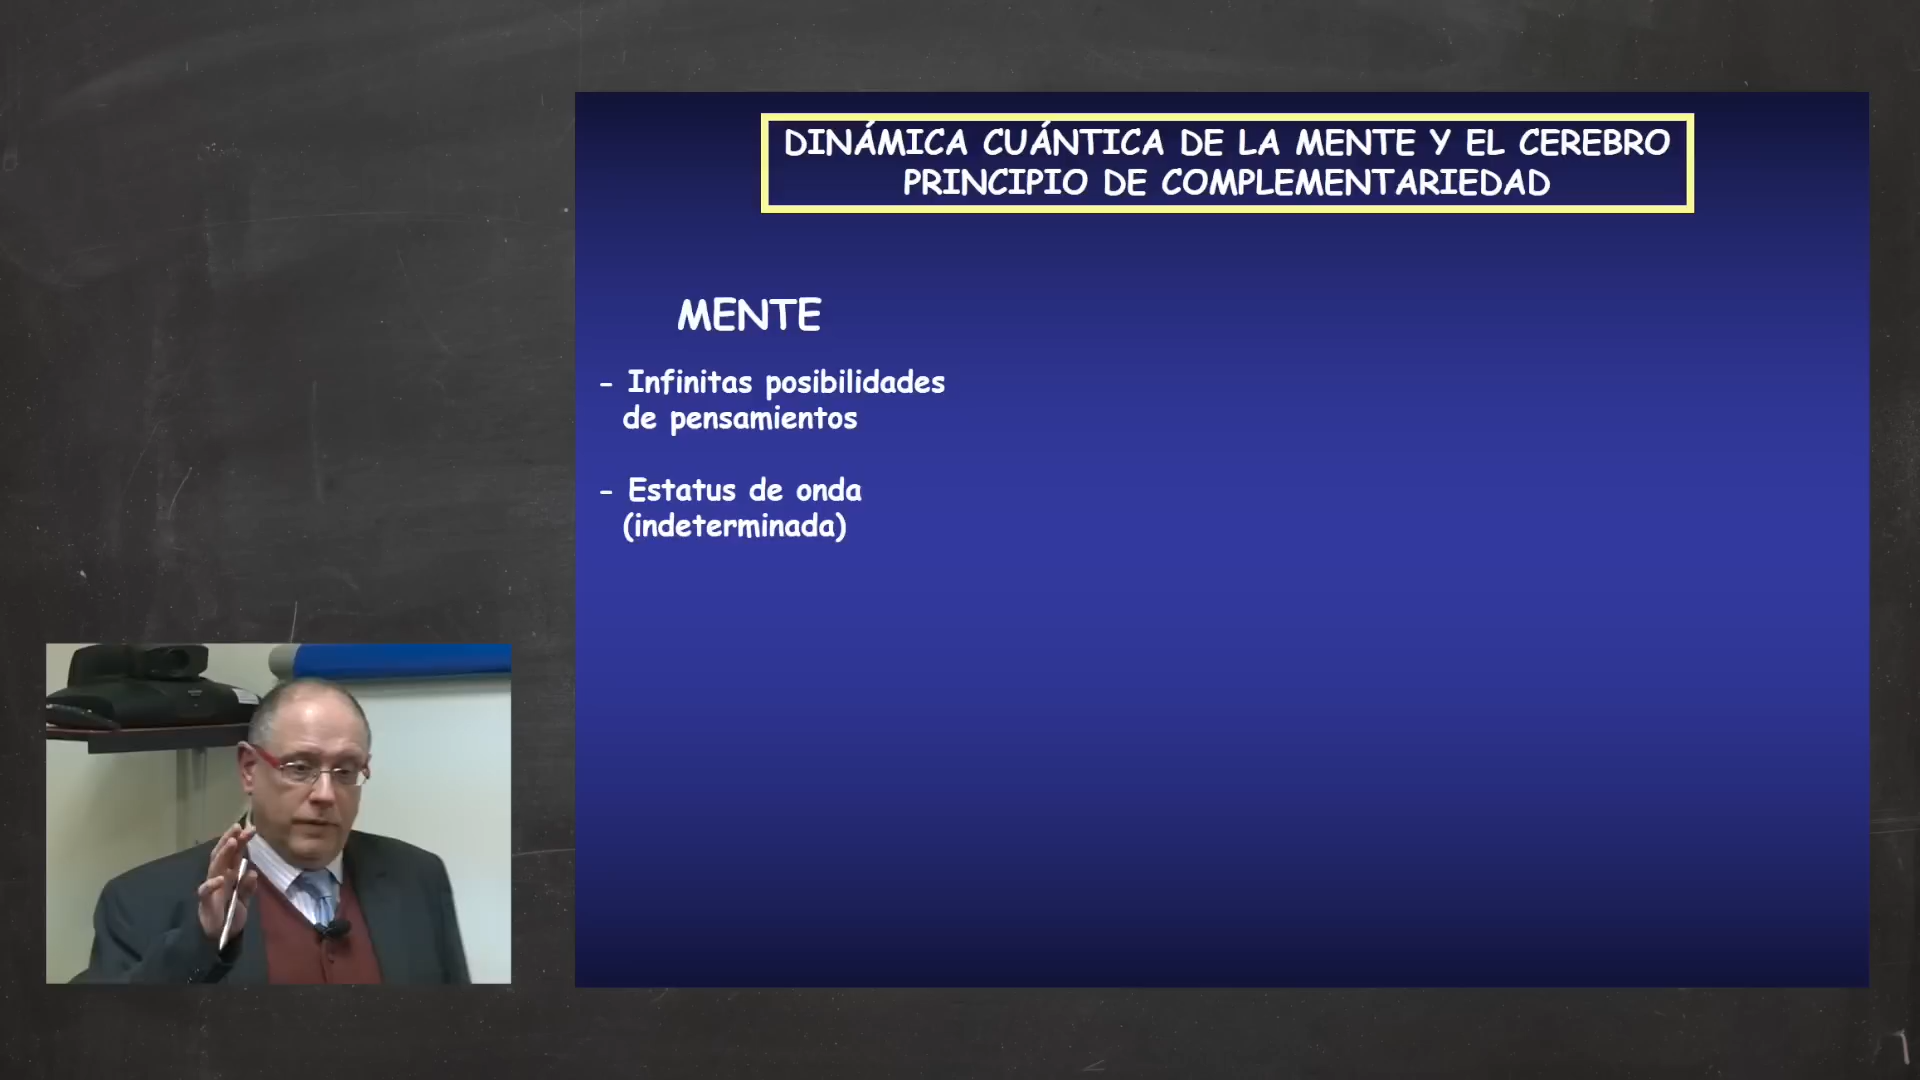 DINÁMICA CUÁNTICA DE LA MENTE Y EL CEREBRO
PRINCIPIO DE COMPLEMENTARIEDAD
MENTE
- Infinitas posibilidades
de pensamientos
- Estatus de onda
(indeterminada)